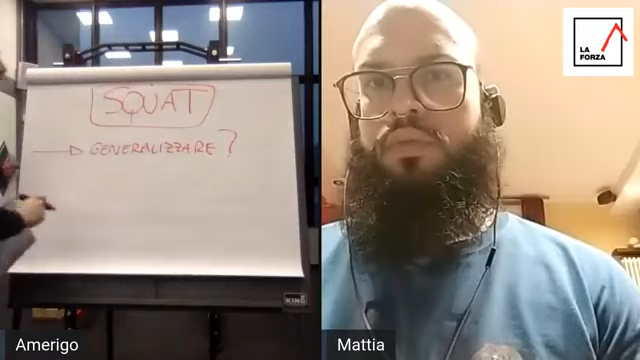 SQUAT
GENERALIZZARE?
KING
Amerigo
Mattia
LA
FORZA